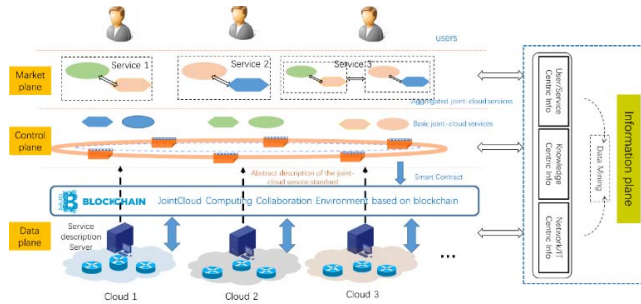 users
Market
plane
Service 1
Service 2
Service 3
Aggregated joint-cloud services
Control
plane
Basic joint-cloud services
Abstract description of the joint-
cloud service standard
Smart Contract
BLOCKCHAIN
JointCloud Computing Collaboration Environment based on blockchain
Data
plane
Service
description
Server
...
Cloud 1
Cloud 2
Cloud 3
User/Service
Centric Info
Knowledge
Centric Info
Network/IT
Centric Info
Data Mining
Information plane